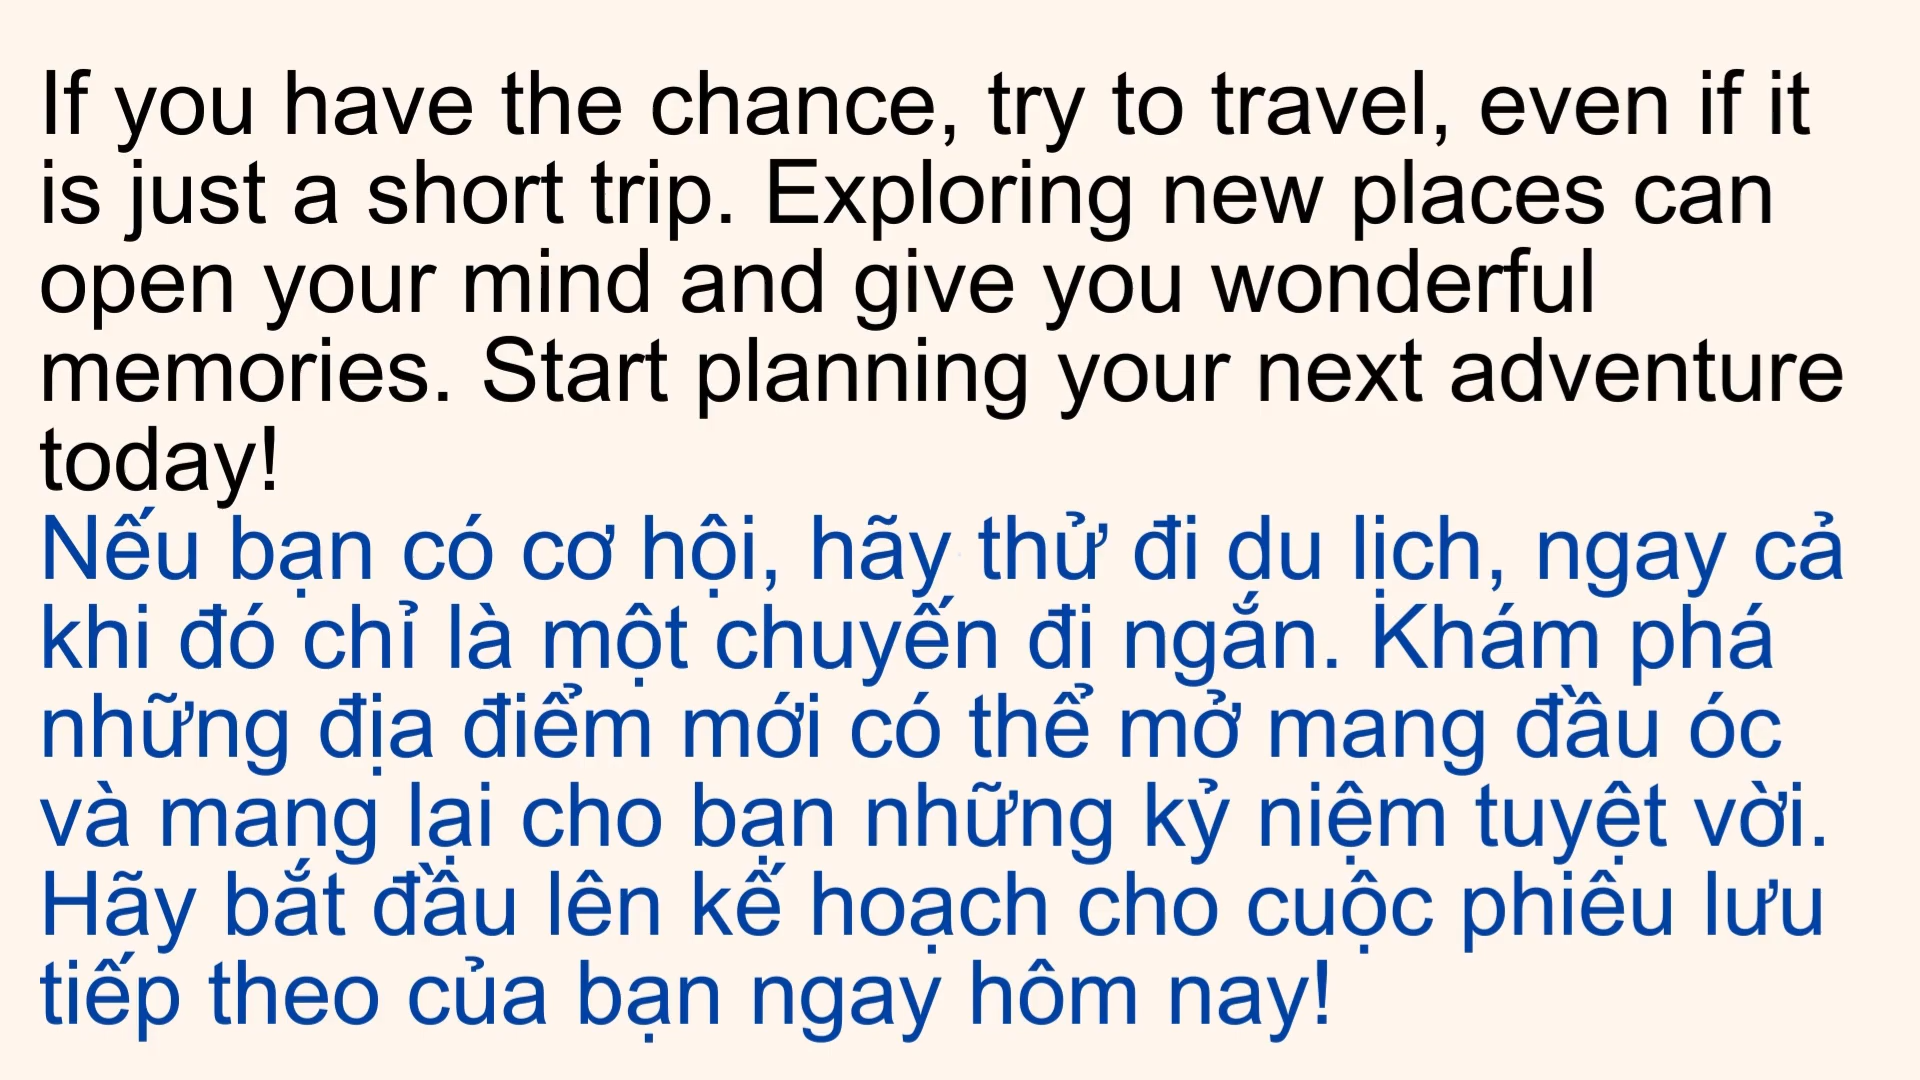 If you have the chance, try to travel, even if it
is just a short trip. Exploring new places can
open your mind and give you wonderful
memories. Start planning your next adventure
today!
Nếu bạn có cơ hội, hãy thử đi du lịch, ngay cả
khi đó chỉ là một chuyến đi ngắn. Khám phá
những địa điểm mới có thể mở mang đầu óc
và mang lại cho bạn những kỷ niệm tuyệt vời.
Hãy bắt đầu lên kế hoạch cho cuộc phiêu lưu
tiếp theo của bạn ngay hôm nay!